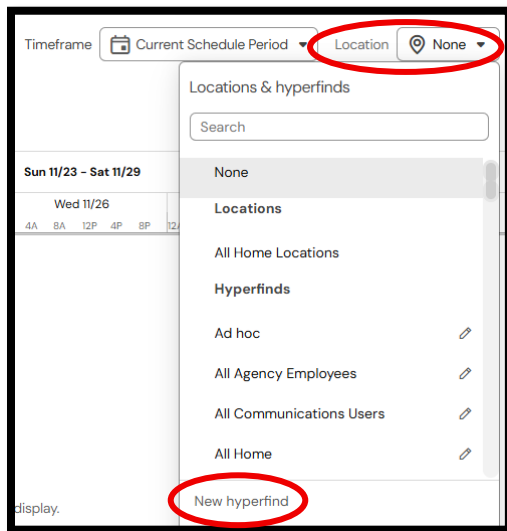 Timeframe Current Schedule Period Location None
Locations & hyperfinds
Search
Sun 11/23 - Sat 11/29
None
Wed 11/26
Locations
4A 8A 12P 4P 8P 12A
All Home Locations
Hyperfinds
Ad hoc
All Agency Employees
All Communications Users
All Home
New hyperfind
display.